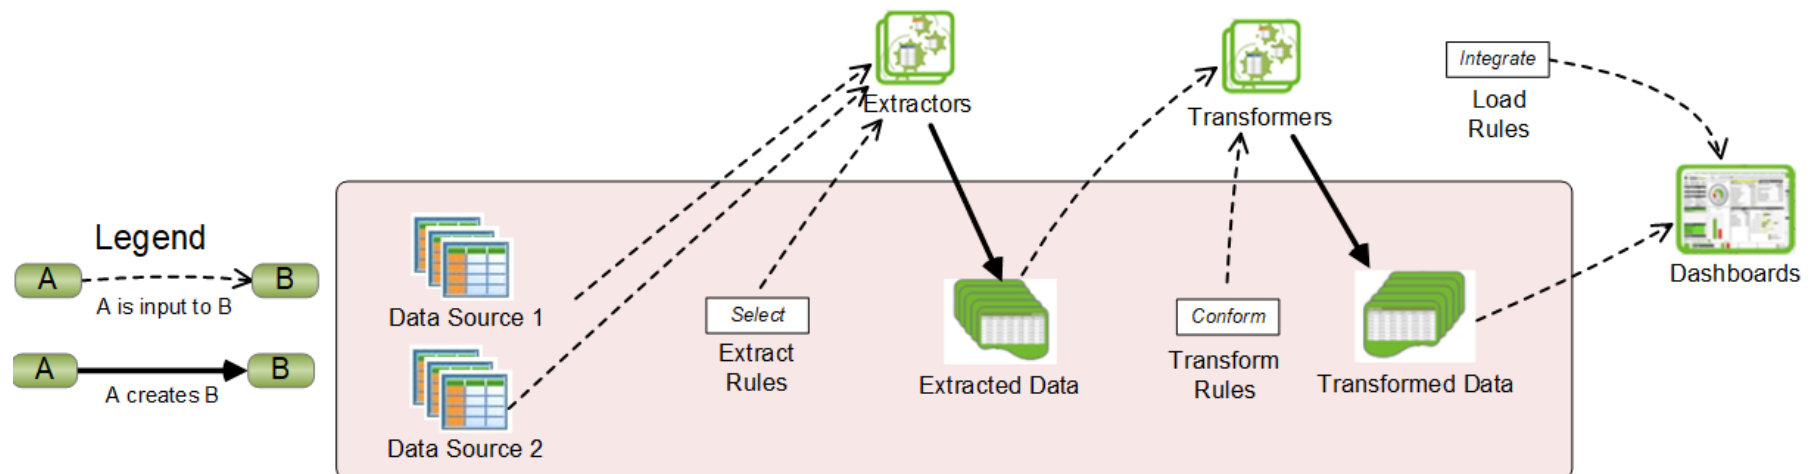 Extractors
Transformers
Integrate
Load
Rules
Dashboards
Legend
A
B
A is input to B
A
B
A creates B
Data Source 1
Data Source 2
Select
Extract
Rules
Extracted Data
Conform
Transform
Rules
Transformed Data